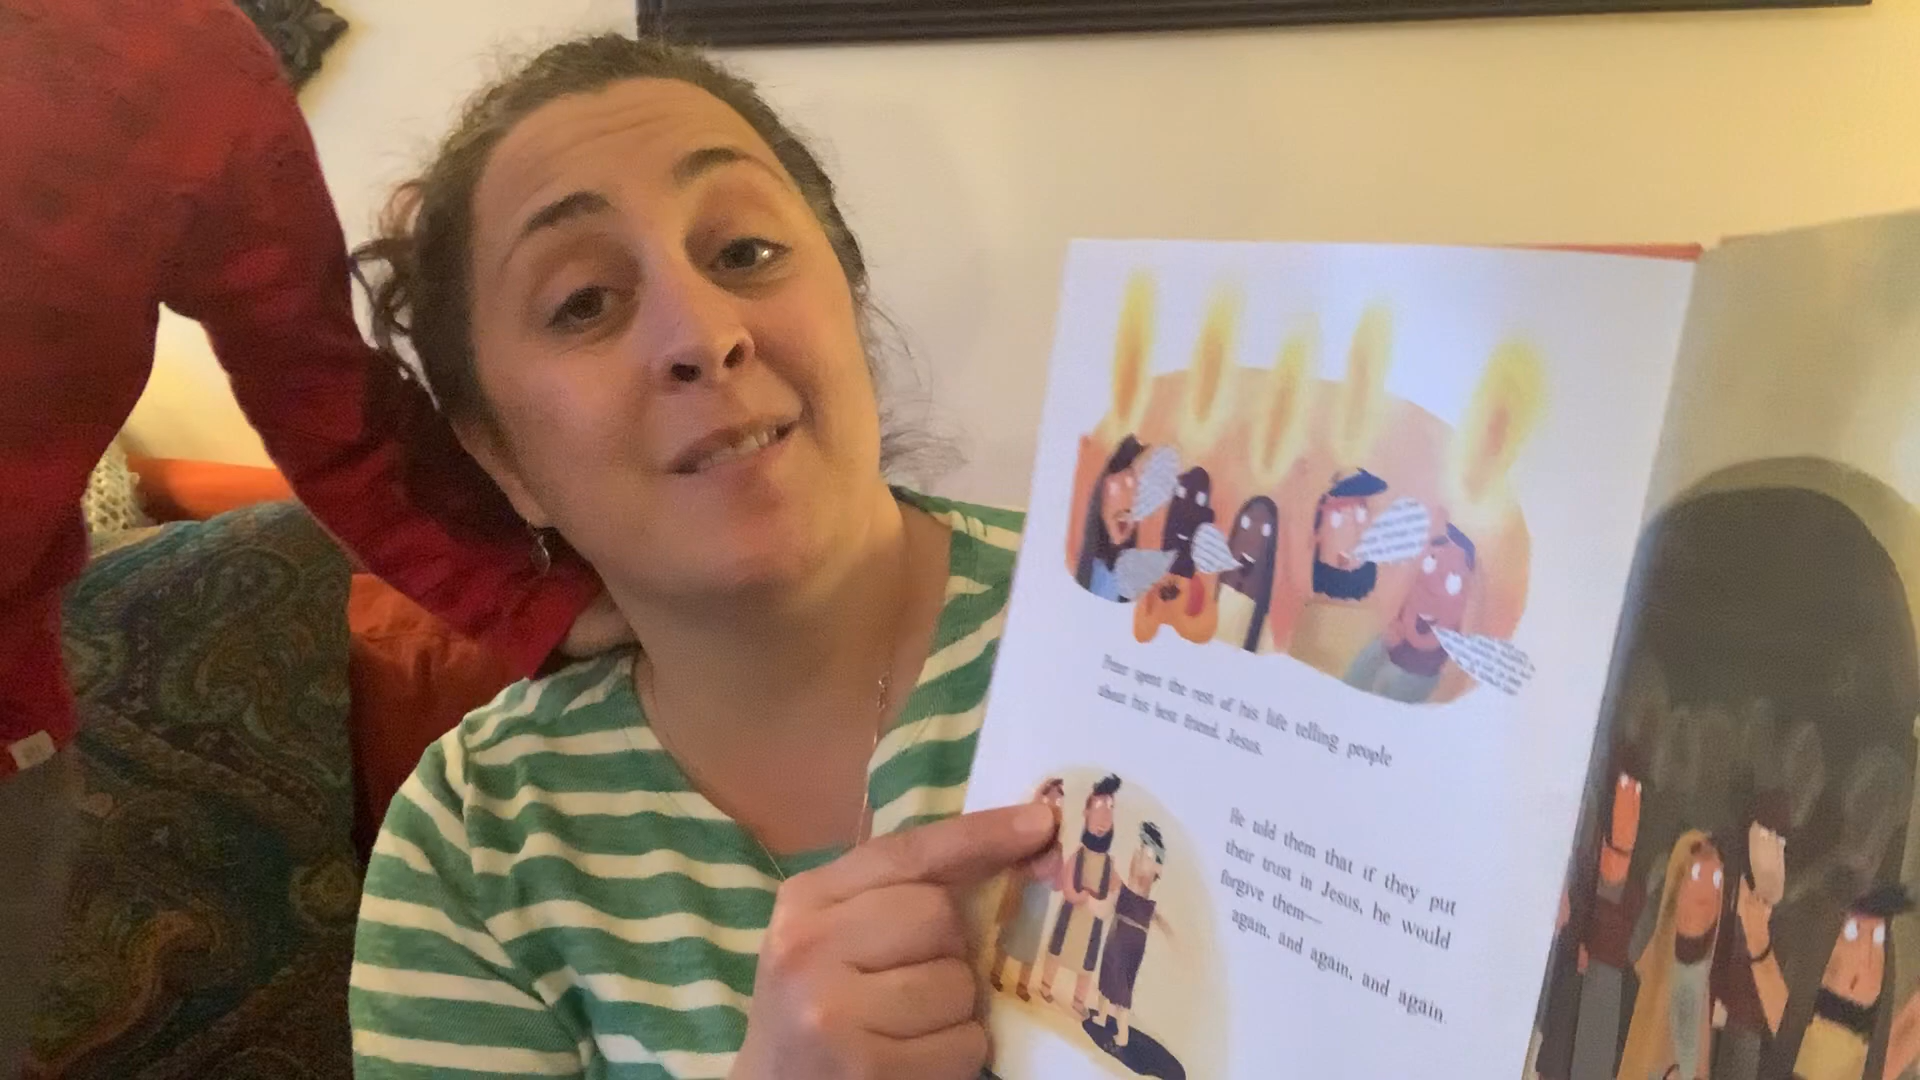 Peter spent the rest of his life telling people
about his best friend, Jesus.
He told them that if they put
their trust in Jesus, he would
forgive them—
again, and again, and again.